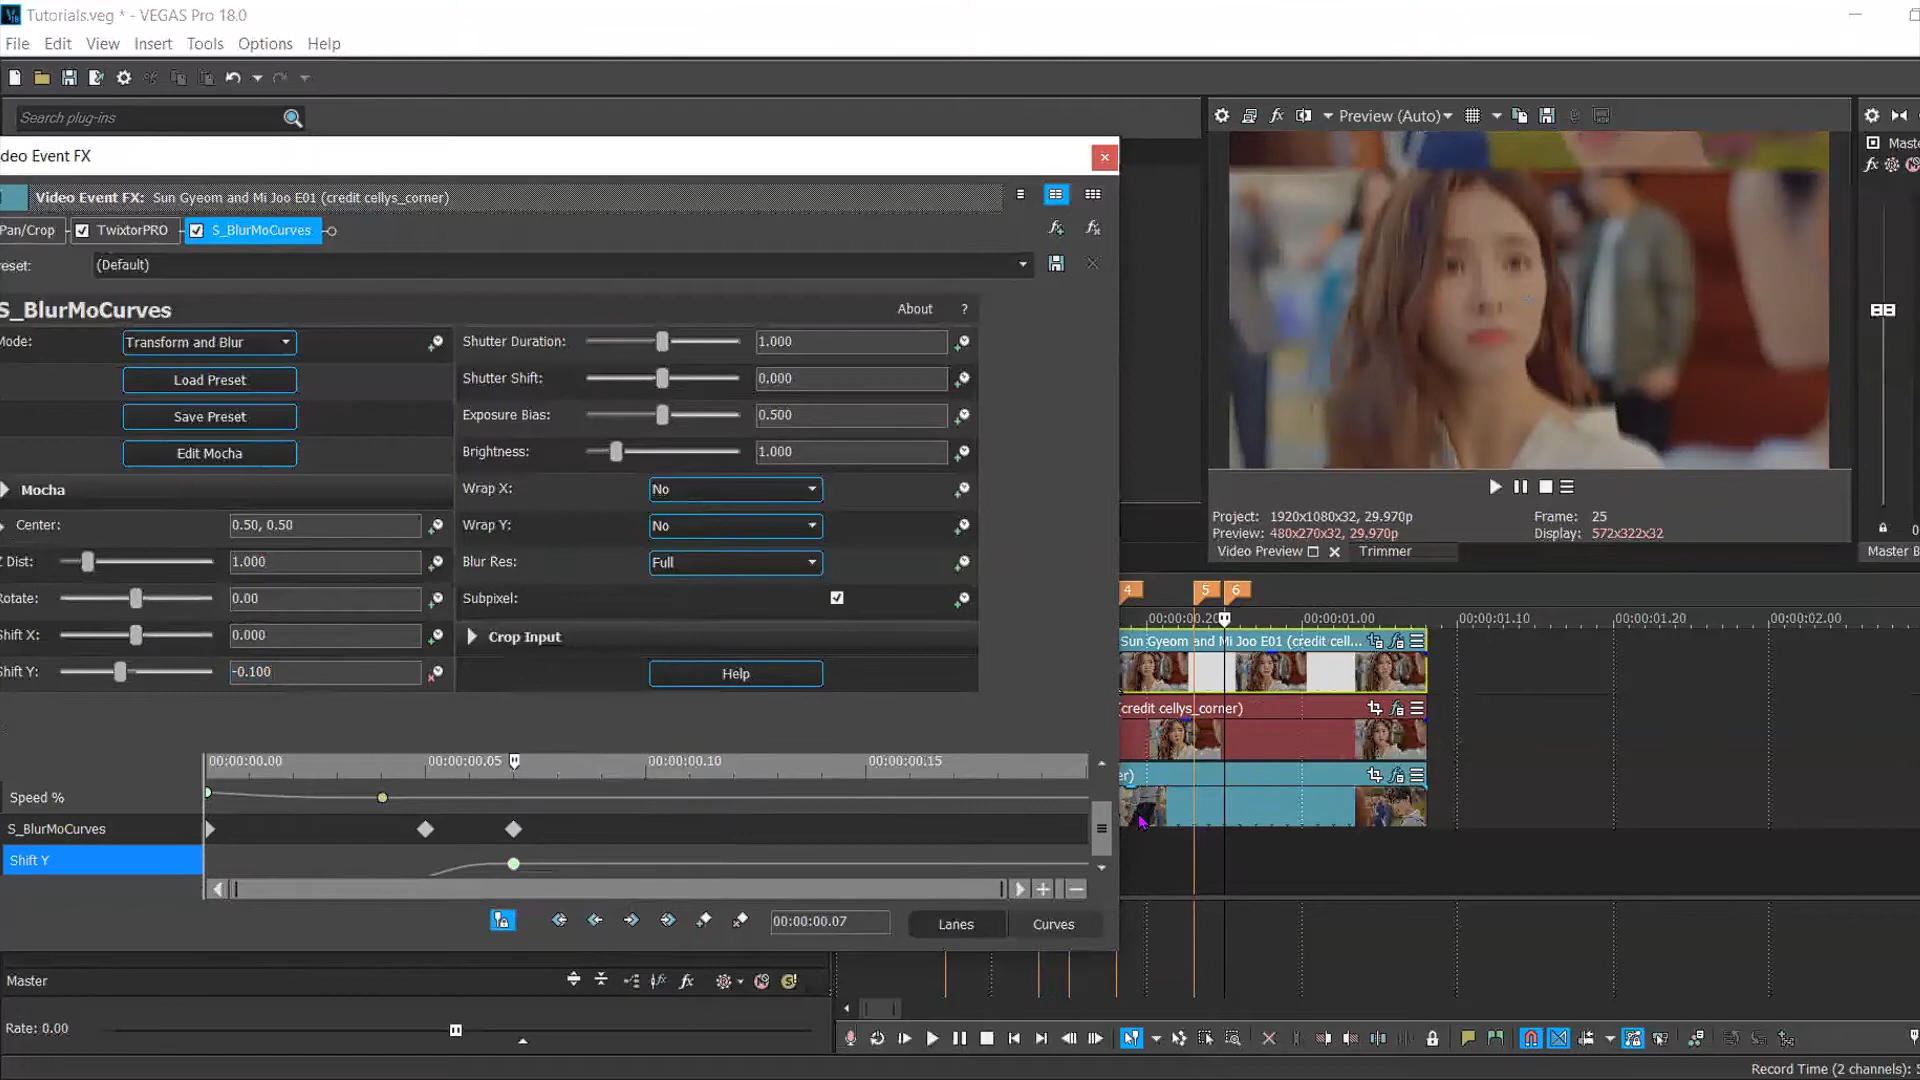 Tutorials.veg * - VEGAS Pro 18.0
File Edit View Insert Tools Options Help
Search plug-ins
Preview (Auto)
deo Event FX
Video Event FX: Sun Gyeom and Mi Joo E01 (credit cellys_corner)
Pan/Crop TwixtorPRO S_BlurMoCurves
eset: (Default)
S_BlurMoCurves About ?
Mode: Transform and Blur
Load Preset
Save Preset
Edit Mocha
Mocha
Center: 0.50, 0.50
Z Dist: 1.000
Rotate: 0.00
Shift X: 0.000
Shift Y: -0.100
Shutter Duration: 1.000
Shutter Shift: 0.000
Exposure Bias: 0.500
Brightness: 1.000
Wrap X: No
Wrap Y: No
Blur Res: Full
Subpixel:
Crop Input
Help
Project: 1920x1080x32, 29.970p Frame: 25
Preview: 480x270x32, 29.970p Display: 572x322x32
Video Preview Trimmer
Maste
Master B
4 5 6
00:00:00.20 00:00:01.00 00:00:01.10 00:00:01.20 00:00:02.00
Sun Gyeom and Mi Joo E01 (credit cell...
(credit cellys_corner)
er)
00:00:00.00 00:00:00.05 00:00:00.10 00:00:00.15
Speed %
S_BlurMoCurves
Shift Y
00:00:00.07 Lanes Curves
Master
Rate: 0.00
Record Time (2 channels):